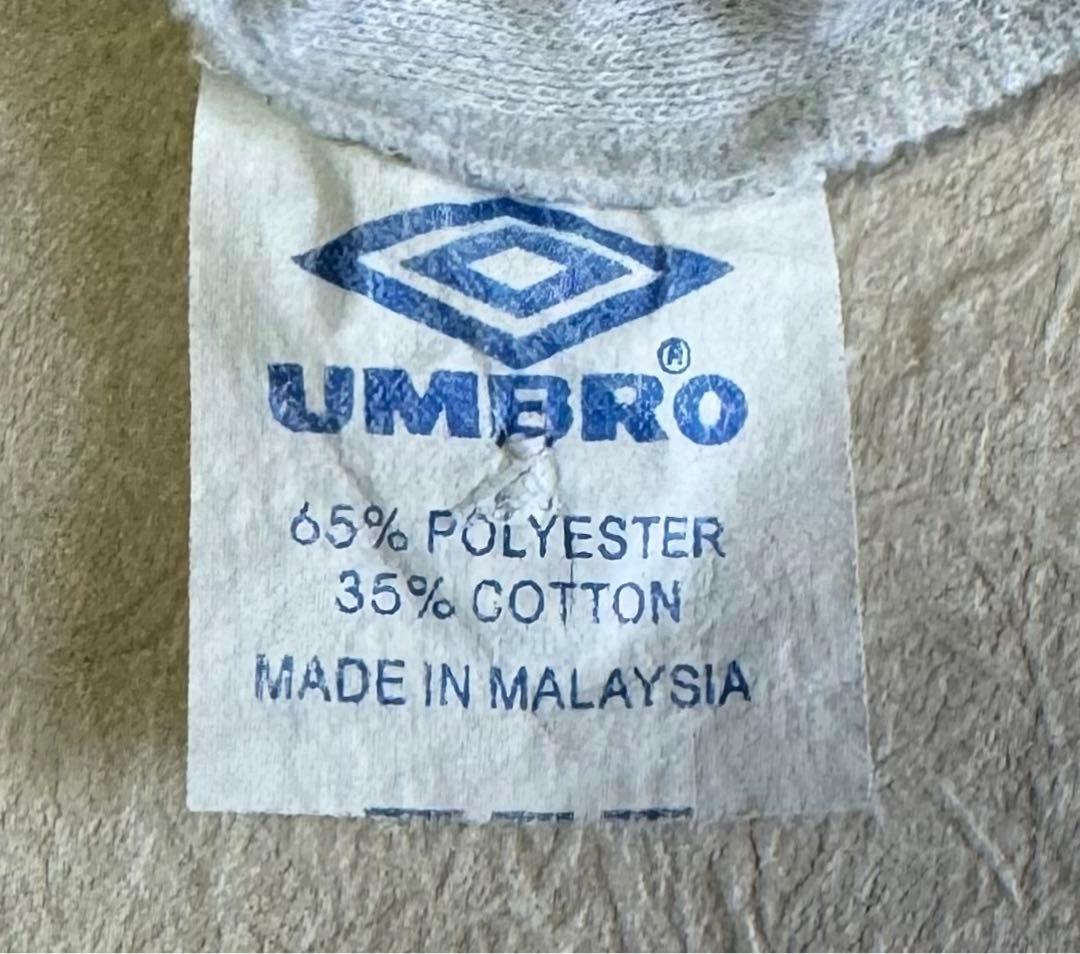 UMBRO®
65% POLYESTER
35% COTTON
MADE IN MALAYSIA